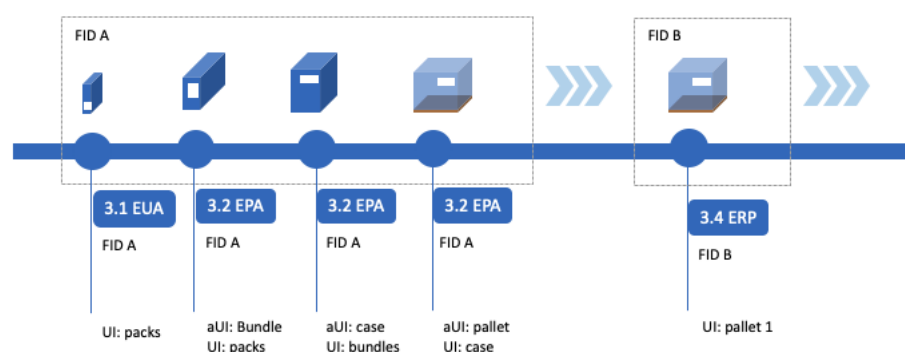 FID A
FID B
3.1 EUA
3.2 EPA
3.2 EPA
3.2 EPA
3.4 ERP
FID A
FID A
FID A
FID A
FID B
UI: packs
aUI: Bundle
UI: packs
aUI: case
UI: bundles
aUI: pallet
UI: case
UI: pallet 1